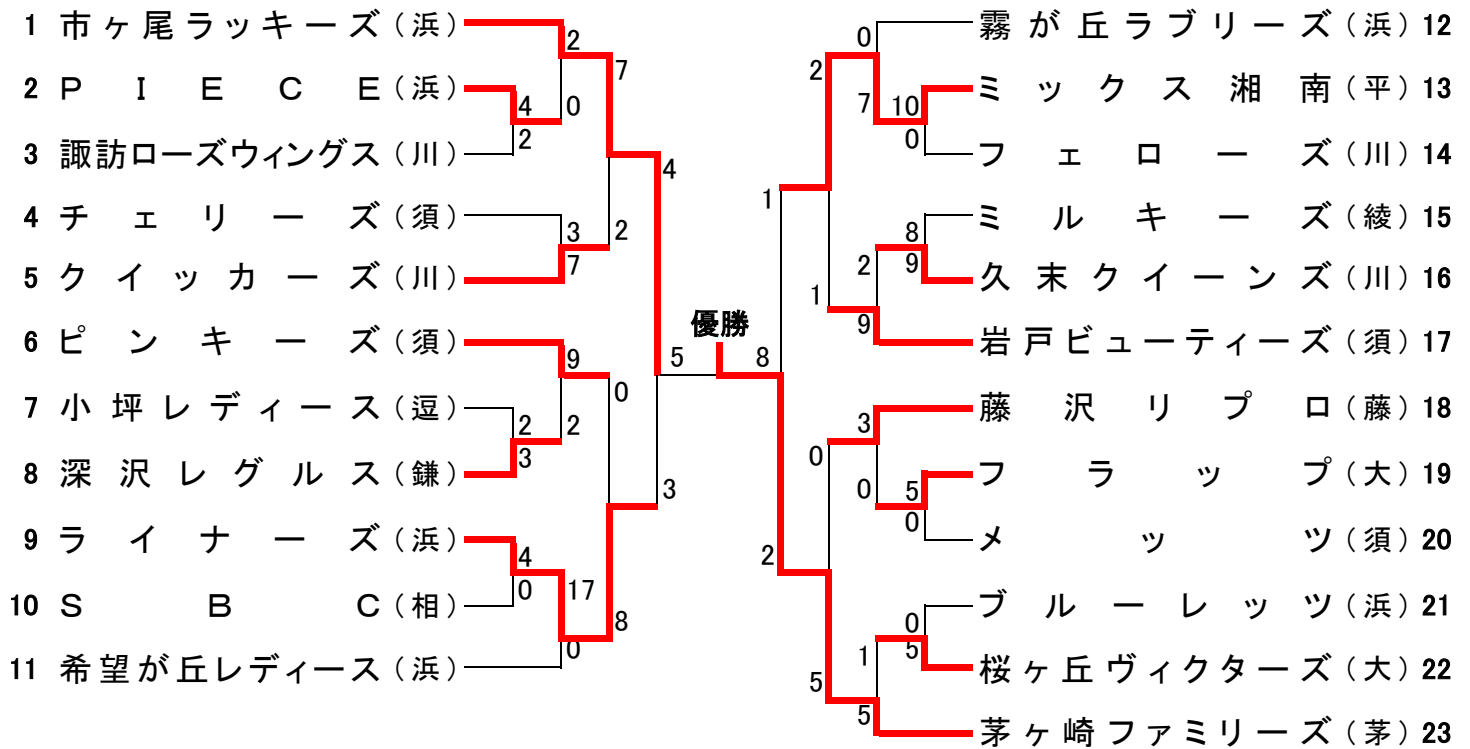 1 市ヶ尾ラッキーズ（浜）
2 ＰＩＥＣＥ（浜）
3 諏訪ローズウィングス（川）
4 チェリーズ（須）
5 クイッカーズ（川）
6 ピンキーズ（須）
7 小坪レディース（逗）
8 深沢レグルス（鎌）
9 ライナーズ（浜）
10 ＳＢＣ（相）
11 希望が丘レディース（浜）
2
7
4
0
2
4
3
2
7
9
0
2
2
3
3
4
0
17
8
0
優勝
5
8
霧が丘ラブリーズ（浜）12
ミックス湘南（平）13
フェローズ（川）14
ミルキーズ（綾）15
久末クイーンズ（川）16
岩戸ビューティーズ（須）17
藤沢リプロ（藤）18
フラップ（大）19
メッツ（須）20
ブルーレッツ（浜）21
桜ヶ丘ヴィクターズ（大）22
茅ヶ崎ファミリーズ（茅）23
0
2
7
10
0
1
8
2
9
1
9
3
0
0
5
0
2
0
1
5
5
5